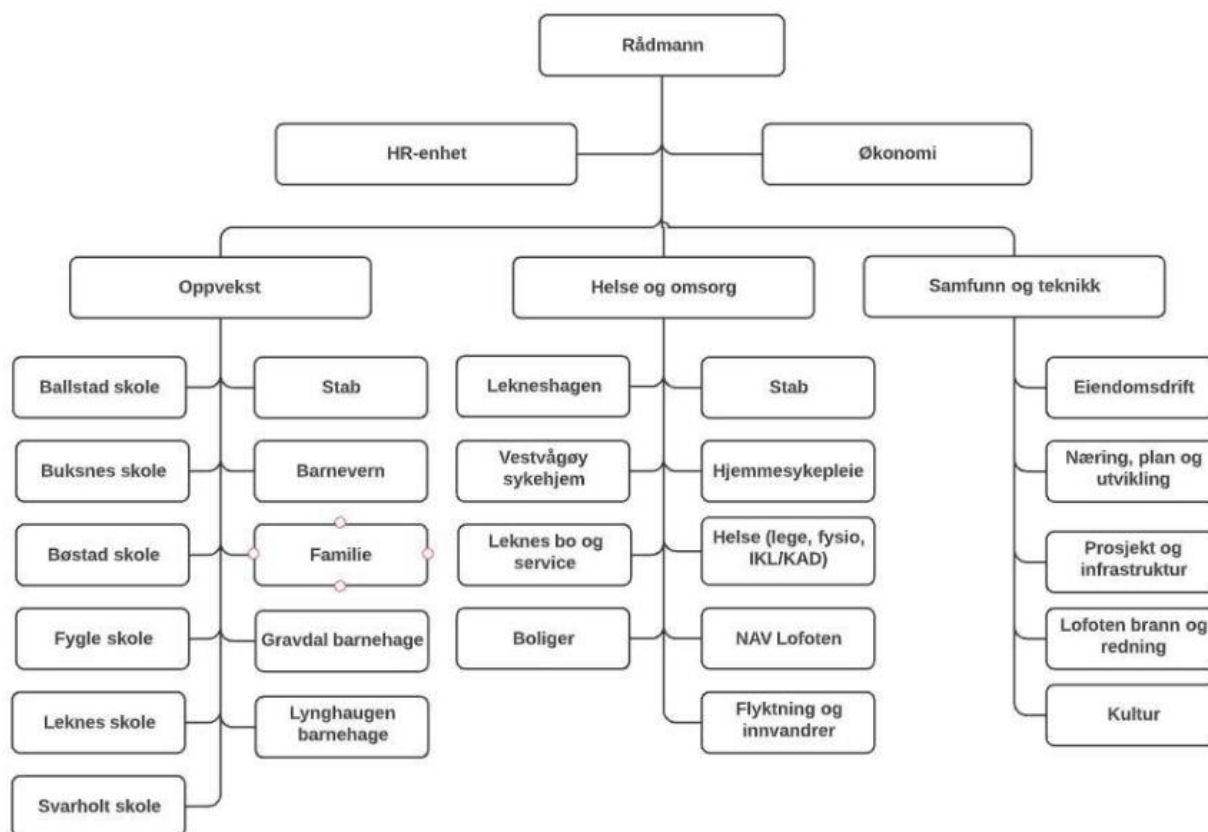 Rådmann
HR-enhet
Økonomi
Oppvekst
Helse og omsorg
Samfunn og teknikk
Ballstad skole
Stab
Lekneshagen
Stab
Eiendomsdrift
Buksnes skole
Barnevern
Vestvågøy
sykehjem
Hjemmesykepleie
Næring, plan og
utvikling
Bøstad skole
Familie
Leknes bo og
service
Helse (lege, fysio,
IKL/KAD)
Prosjekt og
infrastruktur
Fygle skole
Gravdal barnehage
Boliger
NAV Lofoten
Lofoten brann og
redning
Leknes skole
Lynghaugen
barnehage
Flyktning og
innvandrer
Kultur
Svarholt skole